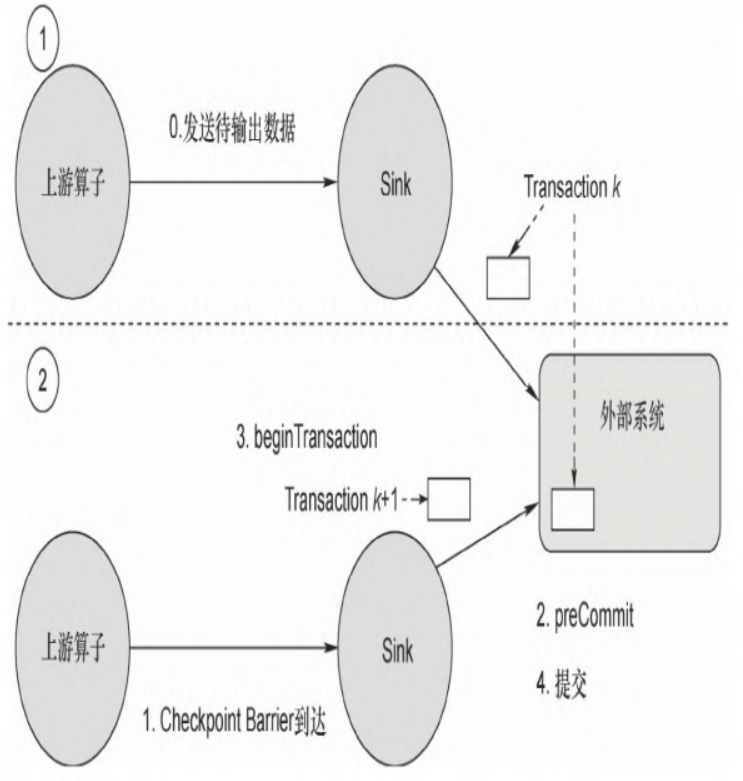 1
0.发送待输出数据
上游算子
Sink
Transaction k
2
外部系统
3. beginTransaction
Transaction k+1
上游算子
Sink
2. preCommit
4. 提交
1. Checkpoint Barrier到达